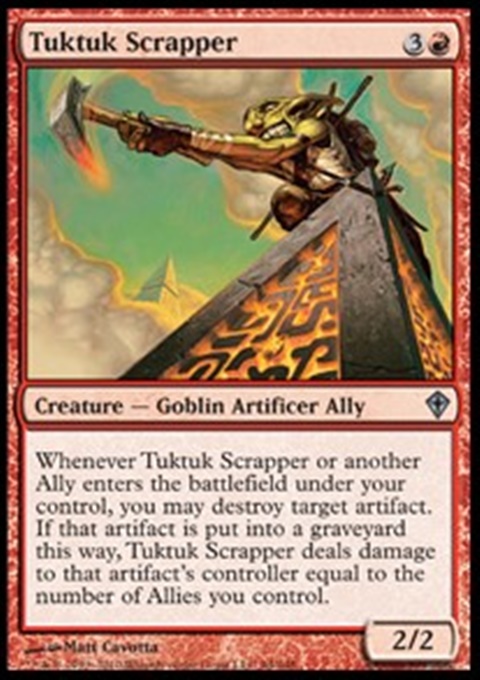 Tuktuk Scrapper 3
Creature — Goblin Artificer Ally
Whenever Tuktuk Scrapper or another
Ally enters the battlefield under your
control, you may destroy target artifact.
If that artifact is put into a graveyard
this way, Tuktuk Scrapper deals damage
to that artifact's controller equal to the
number of Allies you control.
2/2
Matt Cavotta